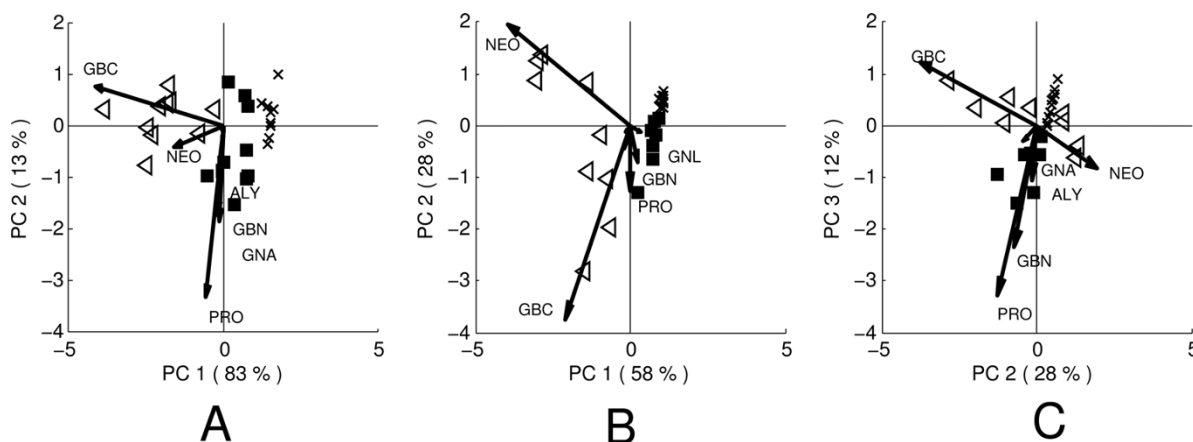 2
1
0
−1
−2
−3
−4
−5
0
5
PC 2 ( 13 % )
PC 1 ( 83 % )
GBC
NEO
ALY
GBN
GNA
PRO
A
2
1
0
−1
−2
−3
−4
−5
0
5
PC 2 ( 28 % )
PC 1 ( 58 % )
NEO
GNL
GBN
PRO
GBC
B
2
1
0
−1
−2
−3
−4
−5
0
5
PC 3 ( 12 % )
PC 2 ( 28 % )
GBC
GNA
NEO
ALY
GBN
PRO
C